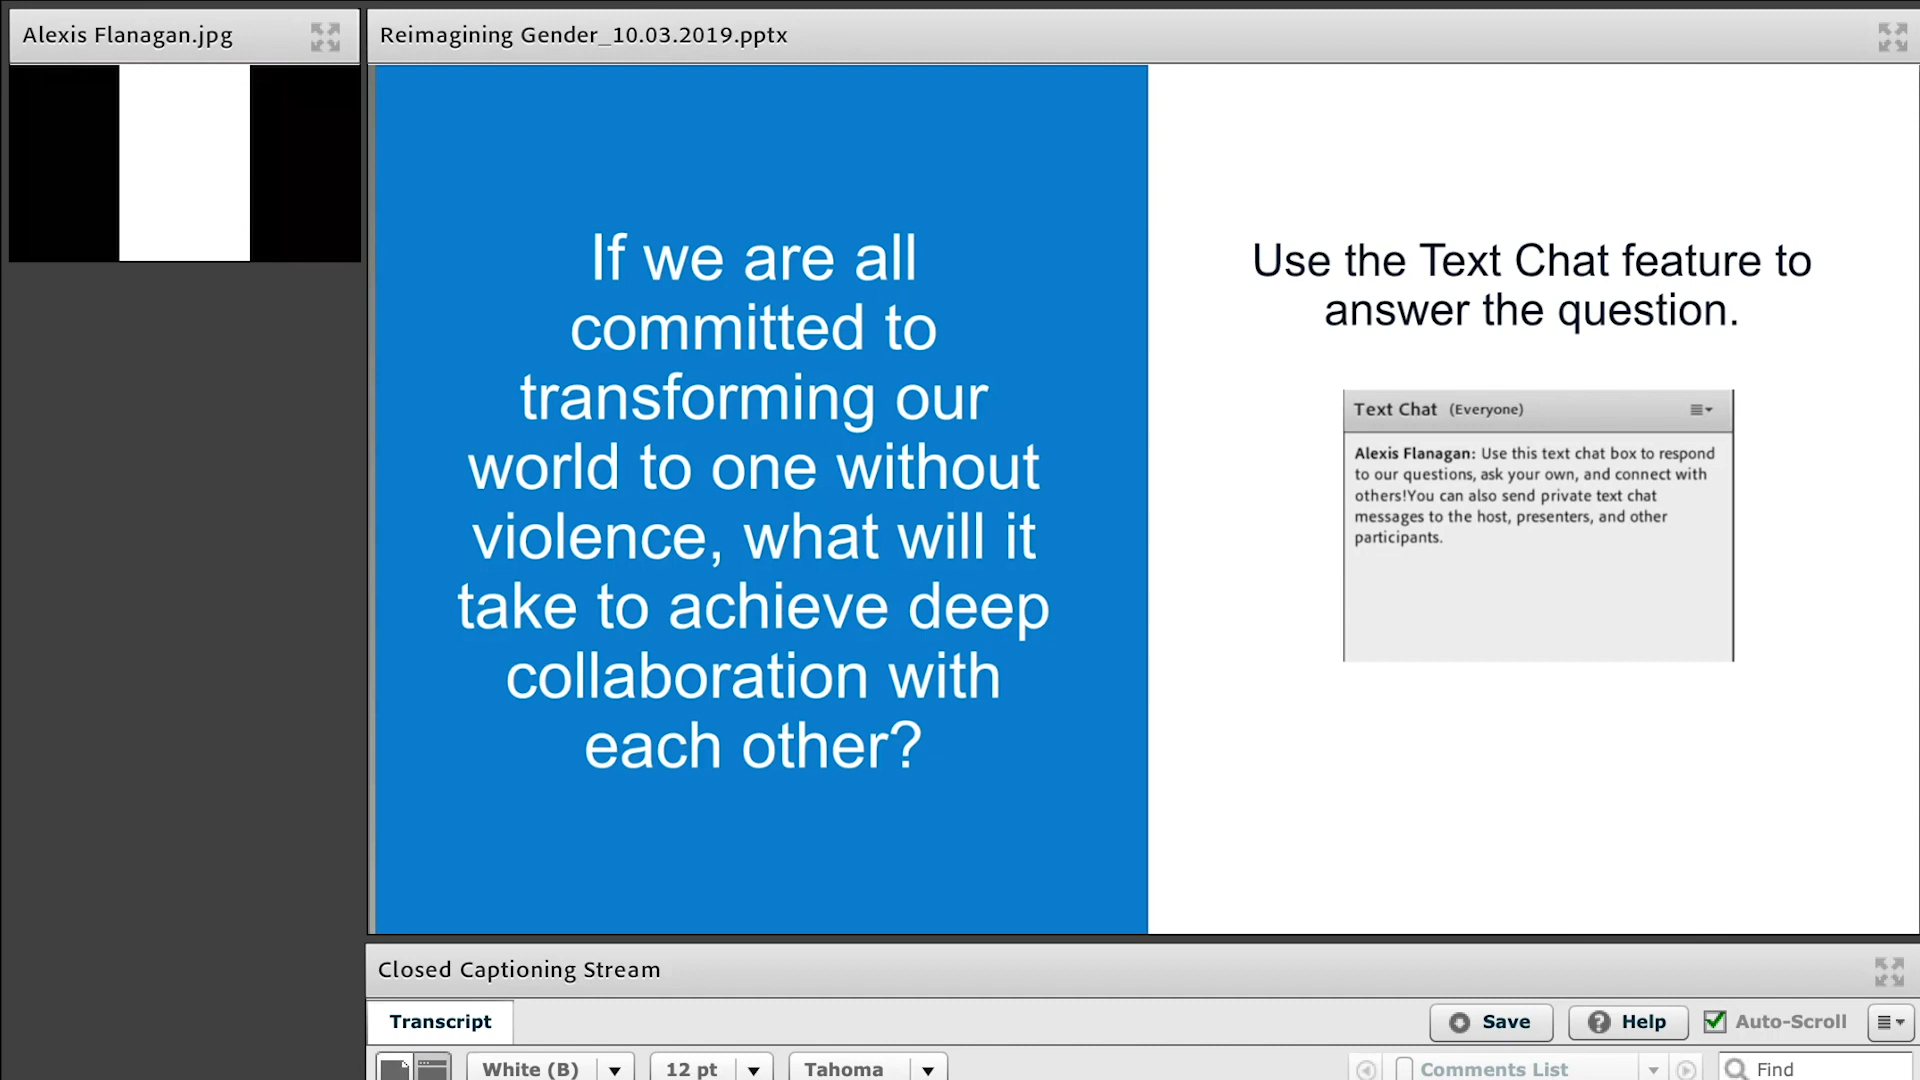 Alexis Flanagan.jpg
Reimagining Gender_10.03.2019.pptx
If we are all
committed to
transforming our
world to one without
violence, what will it
take to achieve deep
collaboration with
each other?
Use the Text Chat feature to
answer the question.
Text Chat (Everyone)
Alexis Flanagan: Use this text chat box to respond
to our questions, ask your own, and connect with
others!You can also send private text chat
messages to the host, presenters, and other
participants.
Closed Captioning Stream
Transcript
Save
Help
Auto-Scroll
White (B)
12 pt
Tahoma
Comments List
Find